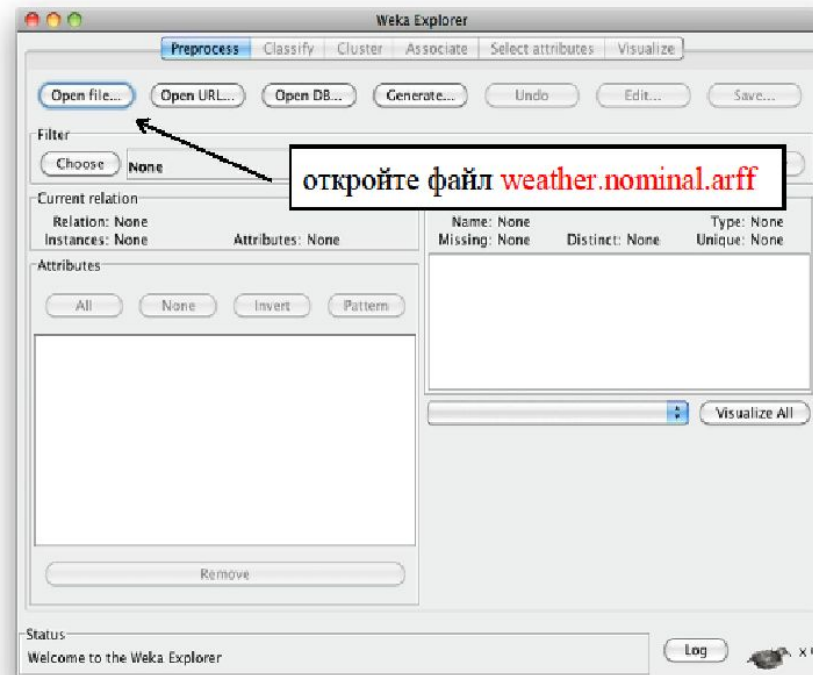 Weka Explorer
Preprocess Classify Cluster Associate Select attributes Visualize
Open file... Open URL... Open DB... Generate... Undo Edit... Save...
Filter
Choose None
откройте файл weather.nominal.arff
Current relation
Relation: None
Instances: None Attributes: None
Name: None Type: None
Missing: None Distinct: None Unique: None
Attributes
All None Invert Pattern
Visualize All
Remove
Status
Welcome to the Weka Explorer
Log x